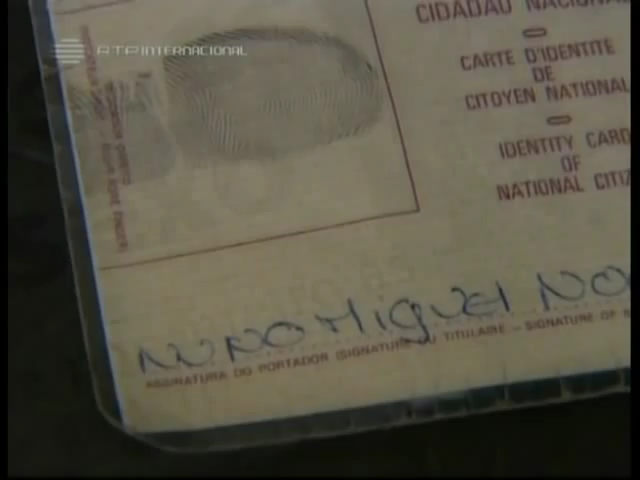 RTP INTERNACIONAL
CIDADÃO NACIONAL
CARTE D'IDENTITÉ
DE
CITOYEN NATIONAL
IDENTITY CARD
OF
NATIONAL CITIZ
NUNO Miguel NO
ASSINATURA DO PORTADOR (SIGNATURE DU TITULAIRE - SIGNATURE OF